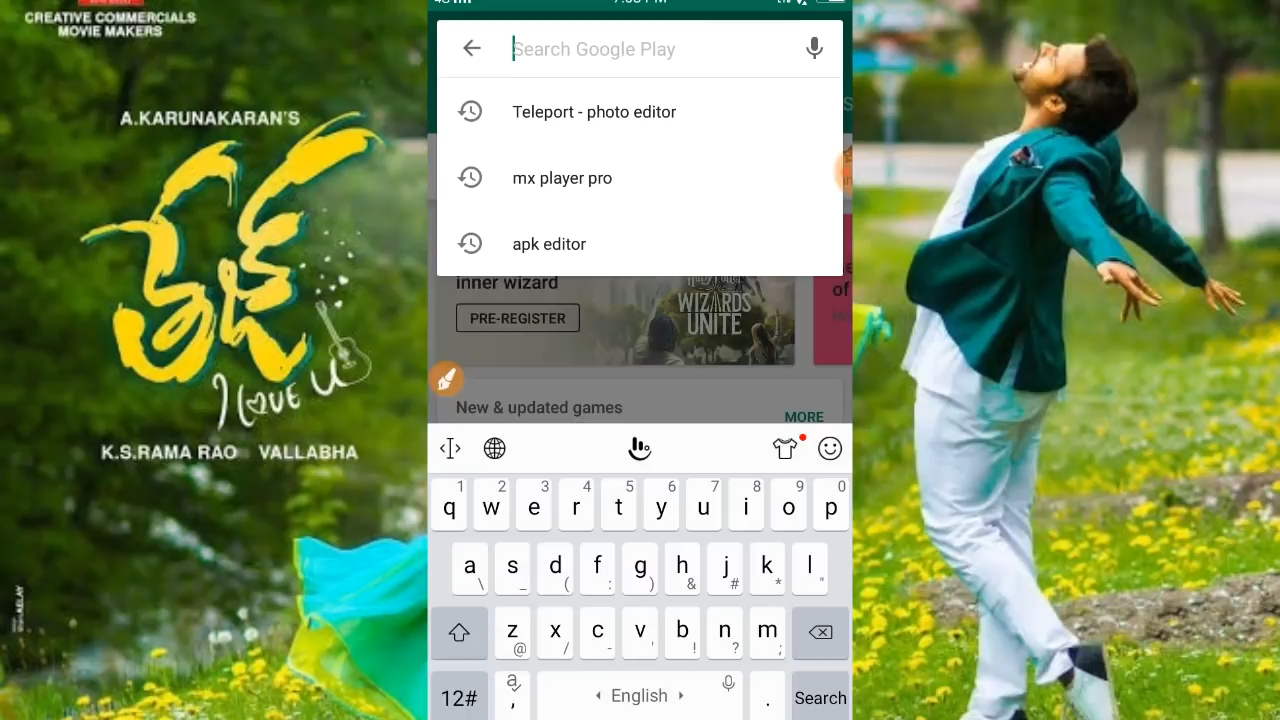 CREATIVE COMMERCIALS
MOVIE MAKERS
A.KARUNAKARAN'S
తేజ్
I LOVE U
K.S.RAMA RAO VALLABHA
Search Google Play
Teleport - photo editor
mx player pro
apk editor
inner wizard
PRE-REGISTER
WIZARDS
UNITE
of
New & updated games
MORE
1 2 3 4 5 6 7 8 9 0
q w e r t y u i o p
a s d f g h j k l
\ _ ( : ) & # * "
z x c v b n m
@ / - ' ! ? ;
12# , English . Search